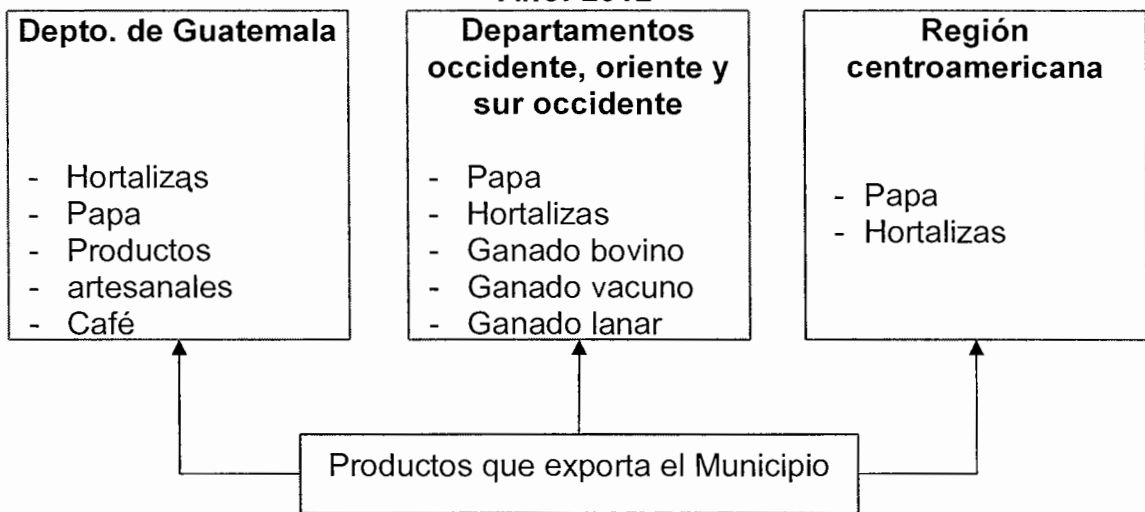 Depto. de Guatemala
- Hortalizas
- Papa
- Productos
- artesanales
- Café
Departamentos
occidente, oriente y
sur occidente
- Papa
- Hortalizas
- Ganado bovino
- Ganado vacuno
- Ganado lanar
Región
centroamericana
- Papa
- Hortalizas
Productos que exporta el Municipio